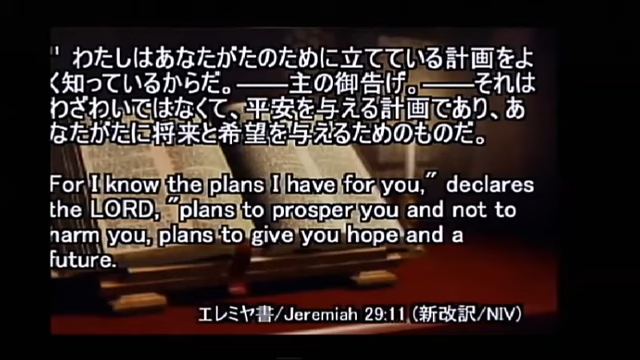 " わたしはあなたがたのために立てている計画をよ
く知っているからだ。――主の御告げ。――それは
わざわいではなくて、平安を与える計画であり、あ
なたがたに将来と希望を与えるためのものだ。
For I know the plans I have for you," declares
the LORD, "plans to prosper you and not to
harm you, plans to give you hope and a
future.
エレミヤ書/Jeremiah 29:11 (新改訳/NIV)